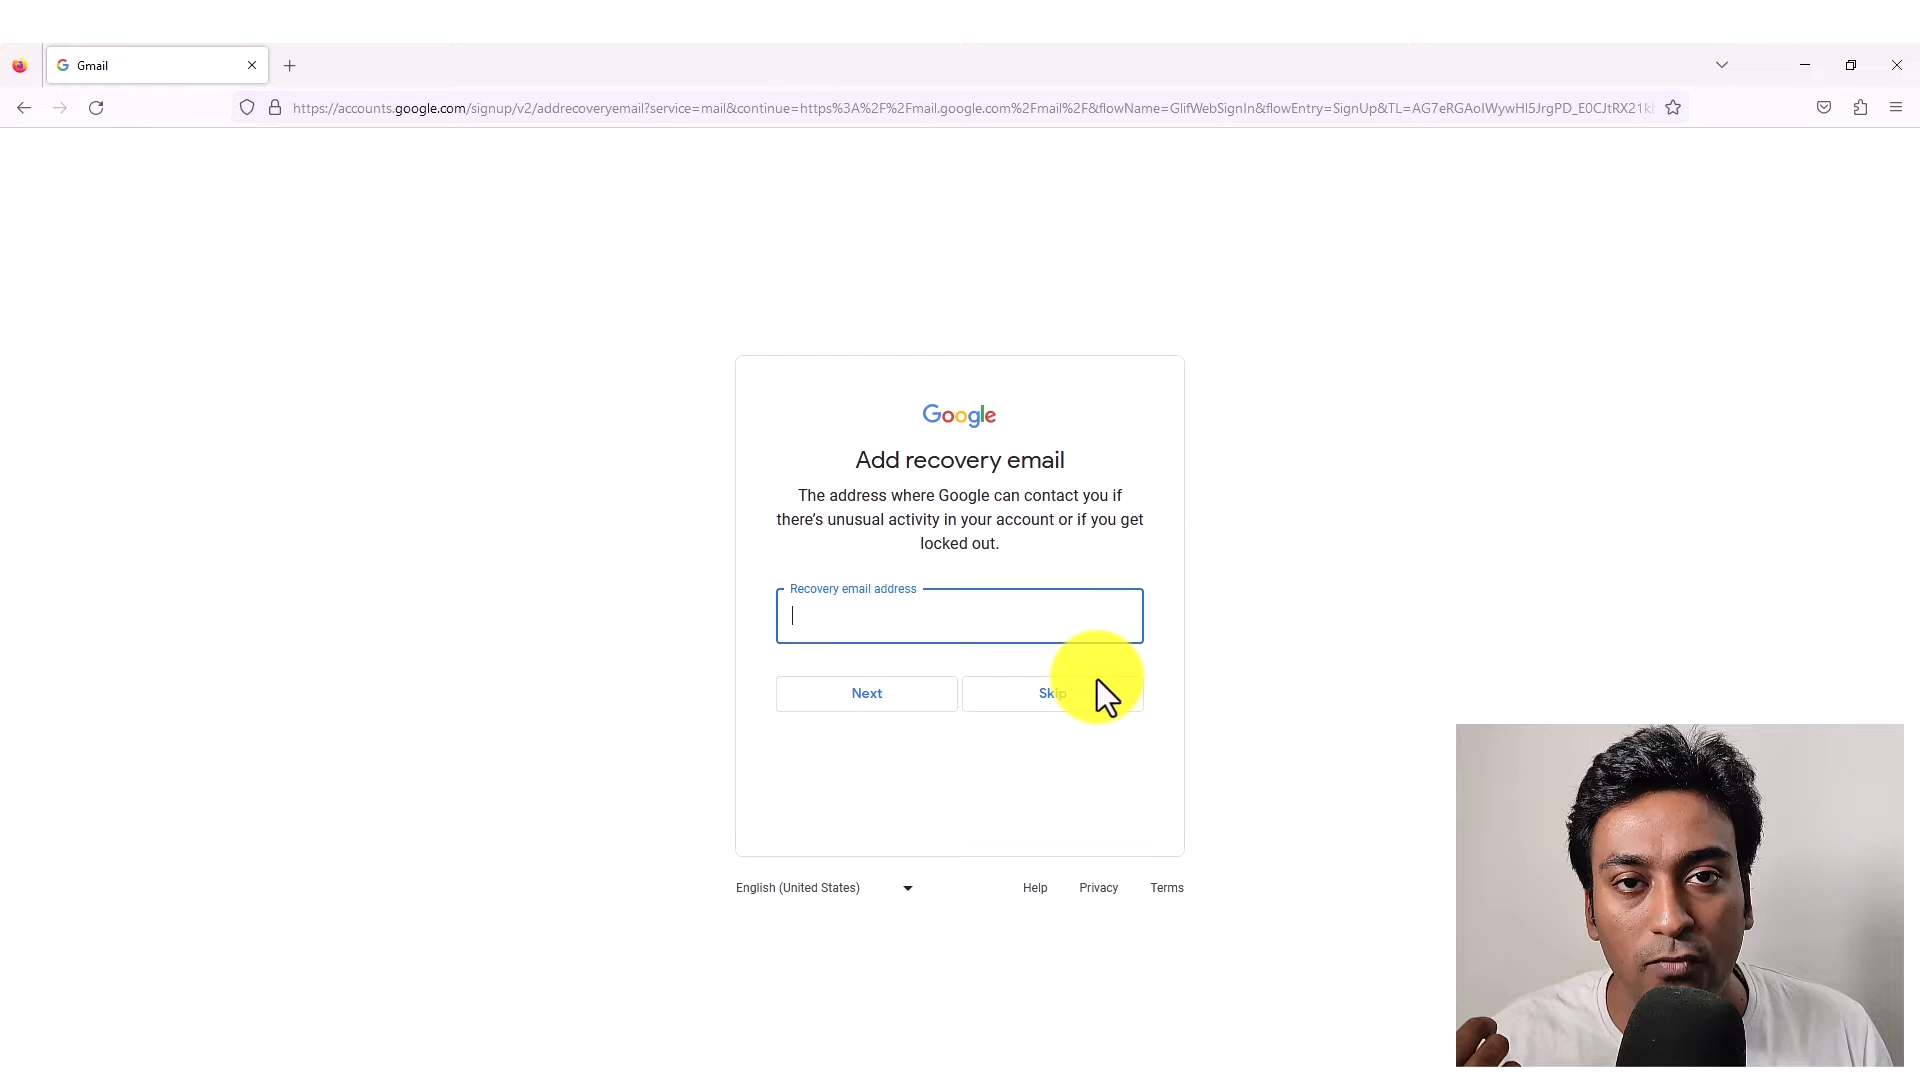 Gmail
https://accounts.google.com/signup/v2/addrecoveryemail?service=mail&continue=https%3A%2F%2Fmail.google.com%2Fmail%2F&flowName=GlifWebSignIn&flowEntry=SignUp&TL=AG7eRGAoIWywHI5JrgPD_E0CJtRX21k
Google
Add recovery email
The address where Google can contact you if
there’s unusual activity in your account or if you get
locked out.
Recovery email address
Next Skip
English (United States) Help Privacy Terms